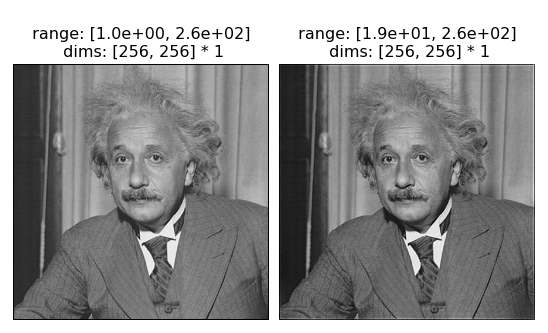 range: [1.0e+00, 2.6e+02]
dims: [256, 256] * 1
range: [1.9e+01, 2.6e+02]
dims: [256, 256] * 1